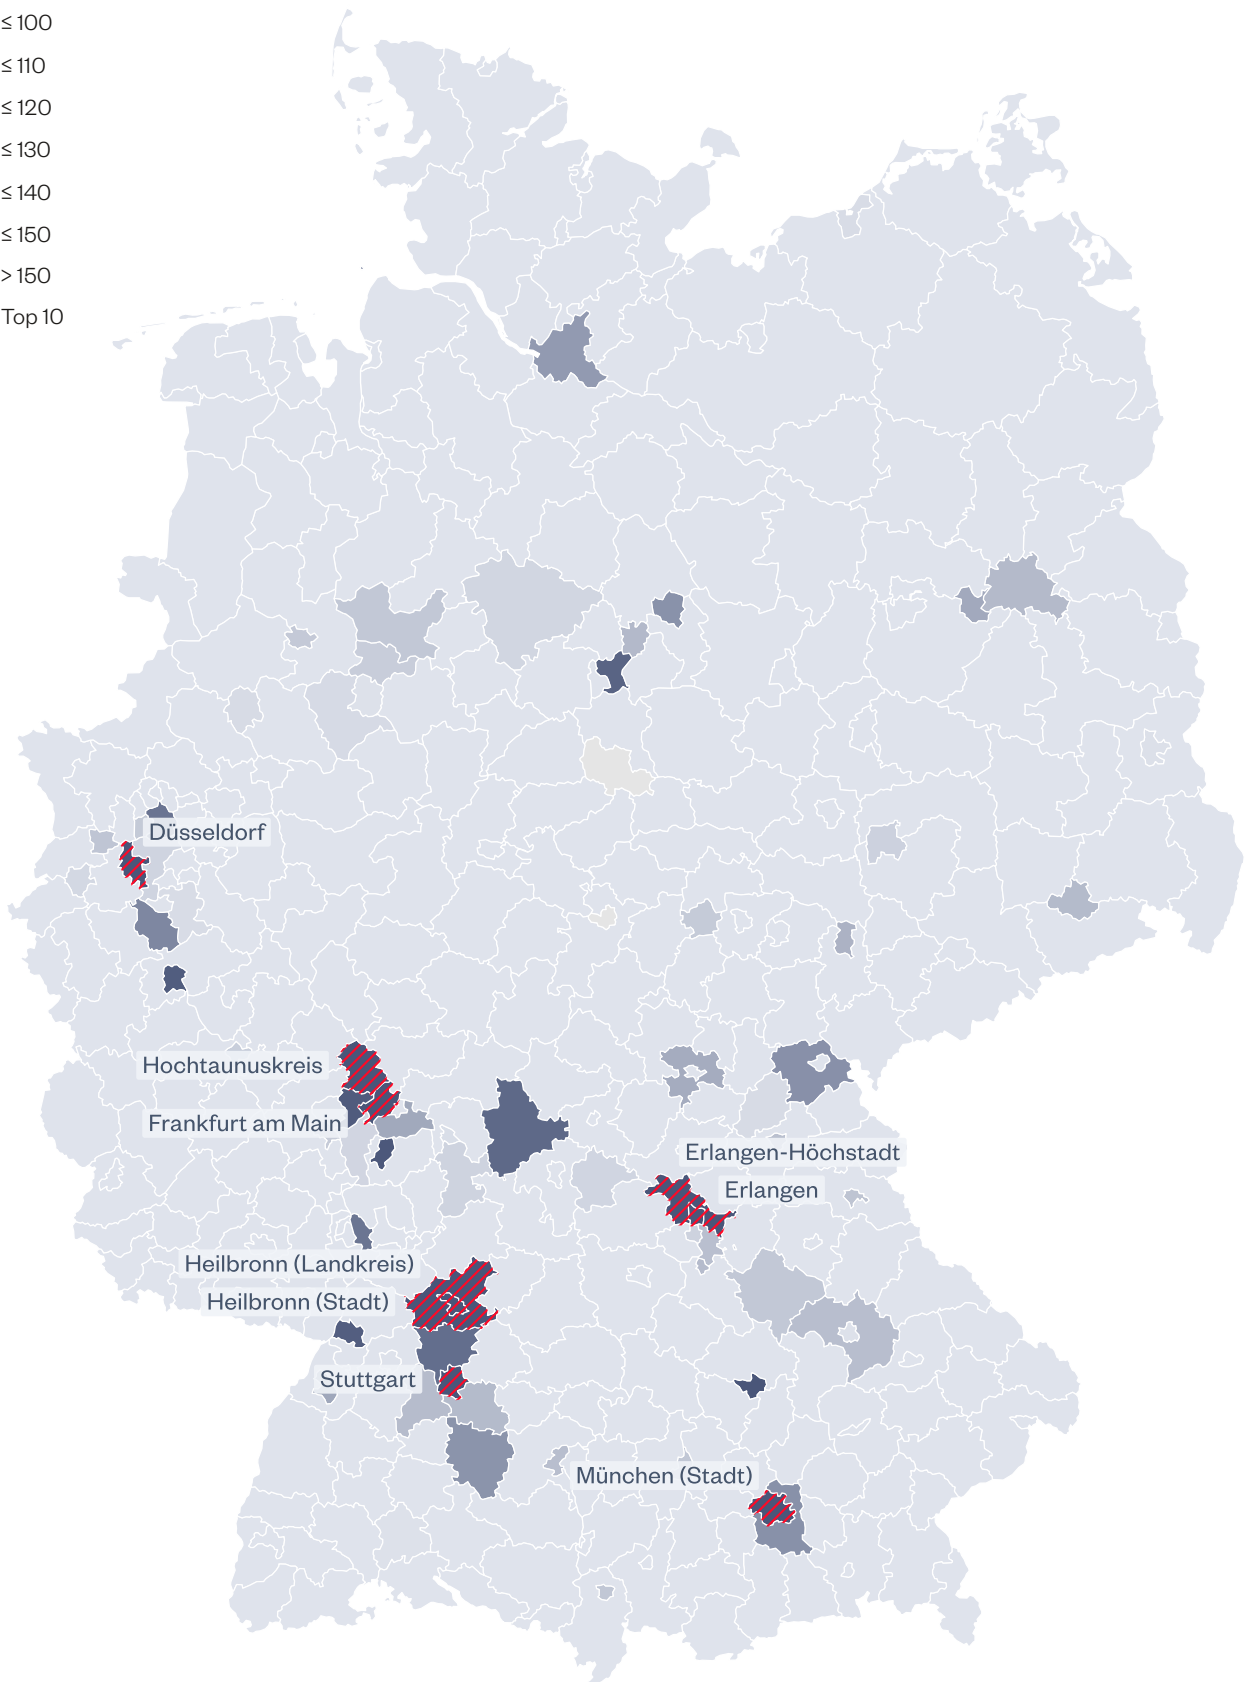 ≤ 100
≤ 110
≤ 120
≤ 130
≤ 140
≤ 150
> 150
Top 10
Düsseldorf
Hochtaunuskreis
Frankfurt am Main
Erlangen-Höchstadt
Erlangen
Heilbronn (Landkreis)
Heilbronn (Stadt)
Stuttgart
München (Stadt)